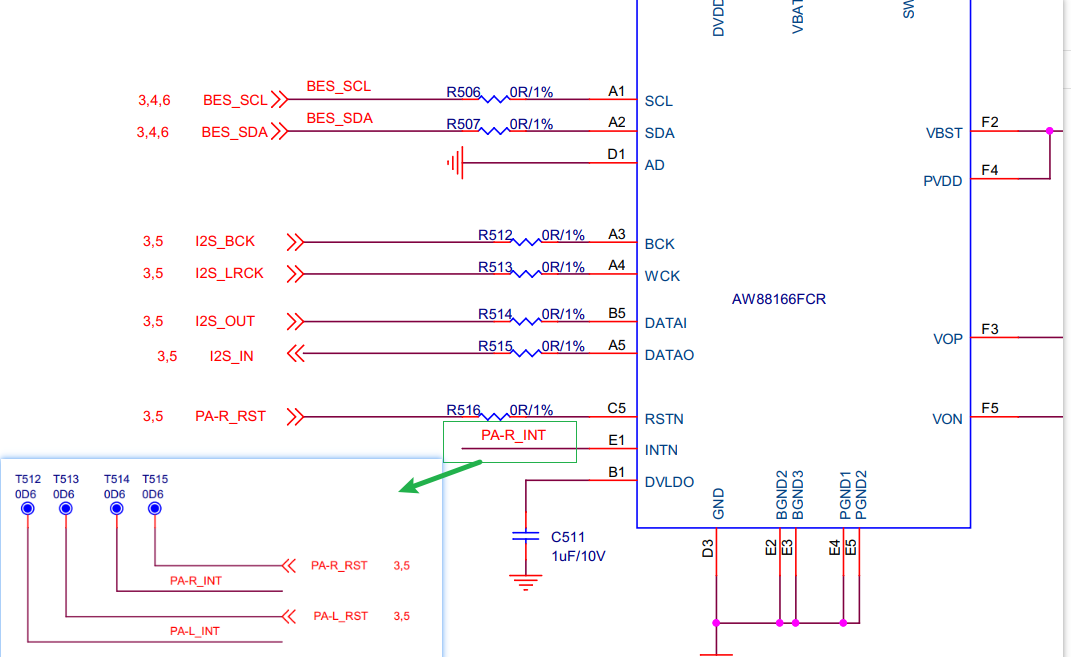 DVDD
VBAT
SW
3,4,6 BES_SCL BES_SCL R506 0R/1% A1 SCL
3,4,6 BES_SDA BES_SDA R507 0R/1% A2 SDA
D1 AD
VBST F2
PVDD F4
3,5 I2S_BCK R512 0R/1% A3 BCK
3,5 I2S_LRCK R513 0R/1% A4 WCK
AW88166FCR
3,5 I2S_OUT R514 0R/1% B5 DATAI
3,5 I2S_IN R515 0R/1% A5 DATAO
VOP F3
3,5 PA-R_RST R516 0R/1% C5 RSTN
VON F5
PA-R_INT E1 INTN
B1 DVLDO
C511
1uF/10V
GND
BGND2
BGND3
PGND1
PGND2
D3
E2
E3
E4
E5
T512 T513 T514 T515
0D6 0D6 0D6 0D6
PA-R_RST 3,5
PA-R_INT
PA-L_RST 3,5
PA-L_INT